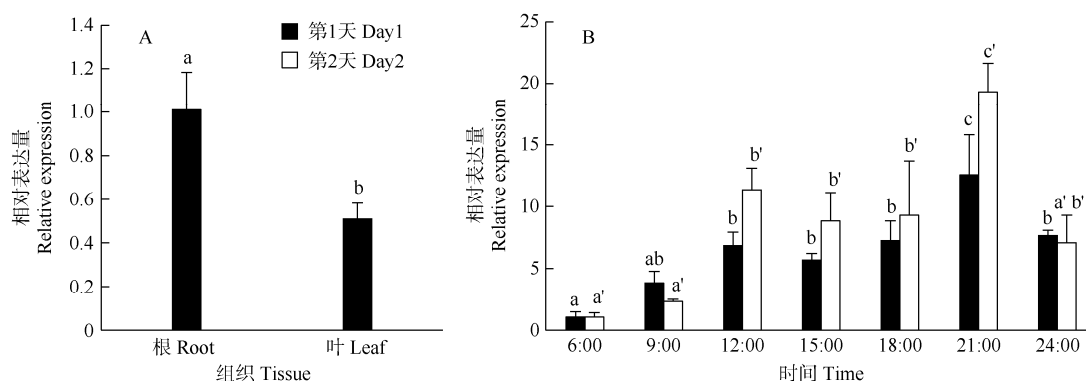 A
第1天 Day1
第2天 Day2
相对表达量
Relative expression
1.4
1.2
1.0
0.8
0.6
0.4
0.2
0
a
b
根 Root
叶 Leaf
组织 Tissue
B
相对表达量
Relative expression
25
20
15
10
5
0
a
a'
ab
a'
b
b'
b
b'
b
b'
c
c'
b
a' b'
6:00
9:00
12:00
15:00
18:00
21:00
24:00
时间 Time